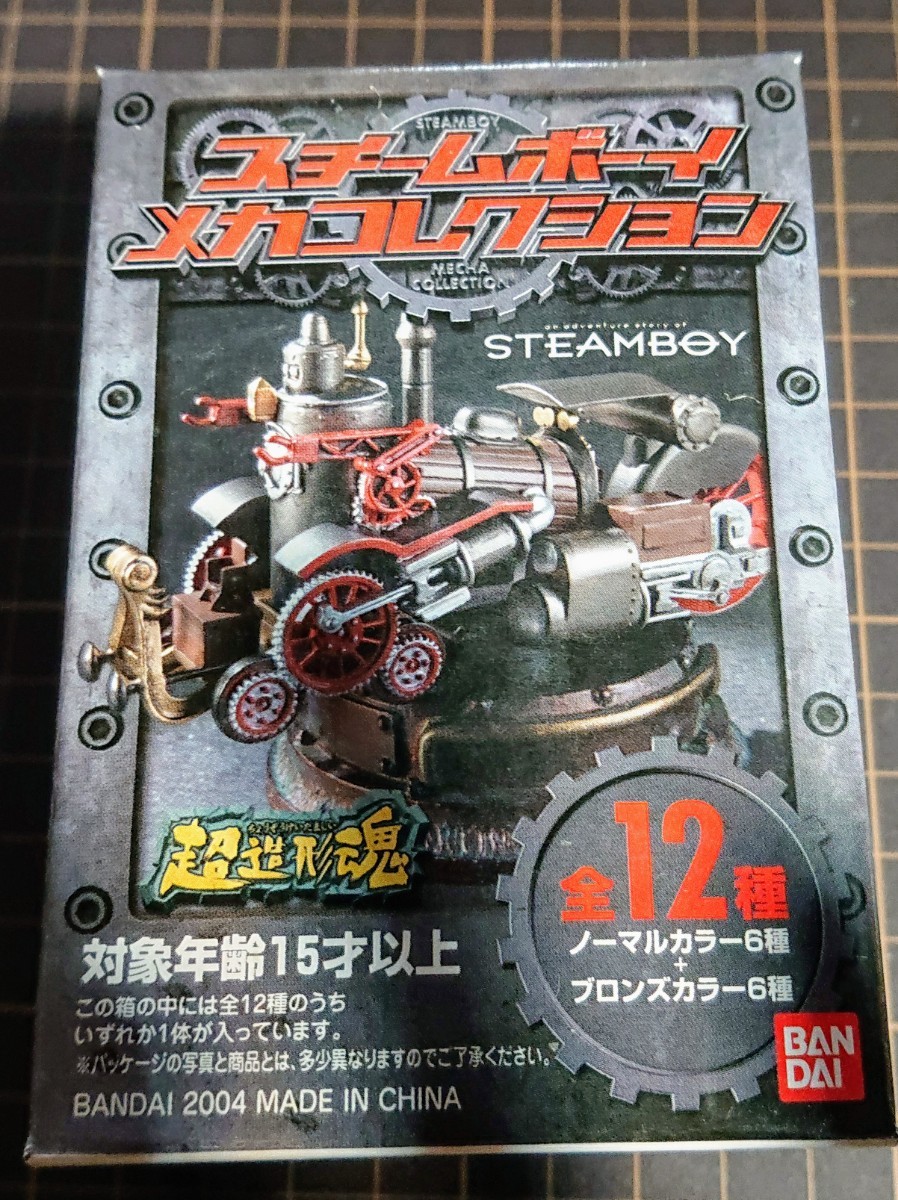 STEAMBOY
スチームボーイ
メカコレクション
MECHA
COLLECTION
an adventure story of
STEAMBOY
超造形魂
全12種
ノーマルカラー6種
+
ブロンズカラー6種
対象年齢15才以上
この箱の中には全12種のうち
いずれか1体が入っています。
※パッケージの写真と商品とは、多少異なりますのでご了承ください。
BANDAI 2004 MADE IN CHINA
BAN
DAI